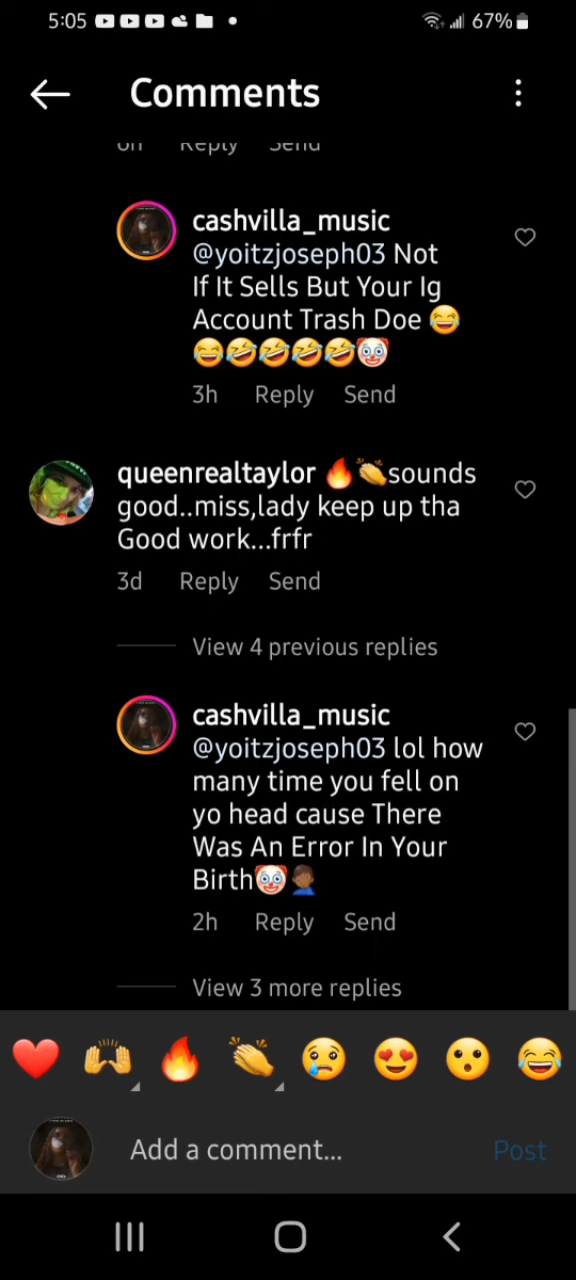 5:05 67%
Comments
6h Reply Send
cashvilla_music
@yoitzjoseph03 Not
If It Sells But Your Ig
Account Trash Doe 😂
😂🤣🤣🤣🤣🤡
3h Reply Send
queenrealtaylor 🔥👏sounds
good..miss,lady keep up tha
Good work...frfr
3d Reply Send
View 4 previous replies
cashvilla_music
@yoitzjoseph03 lol how
many time you fell on
yo head cause There
Was An Error In Your
Birth🤡🤦🏾‍♂️
2h Reply Send
View 3 more replies
❤️🙌🔥👏😢😍😮😂
Add a comment... Post